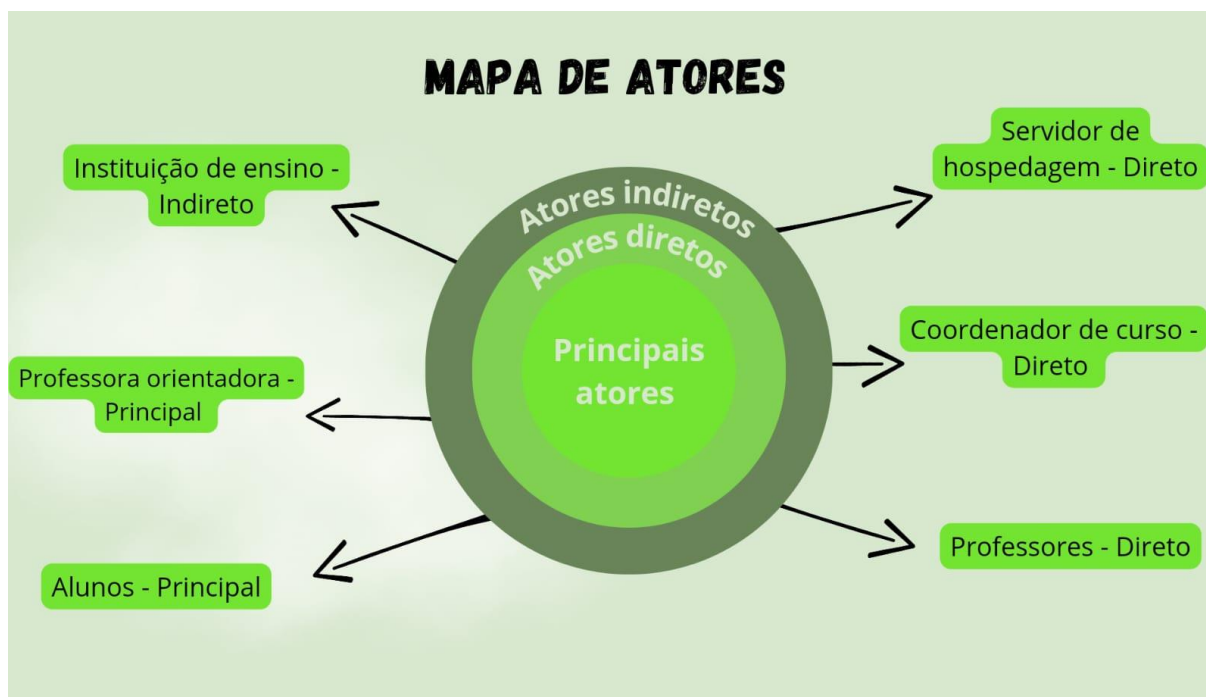 MAPA DE ATORES
Instituição de ensino -
Indireto
Professora orientadora -
Principal
Alunos - Principal
Atores indiretos
Atores diretos
Principais
atores
Servidor de
hospedagem - Direto
Coordenador de curso -
Direto
Professores - Direto